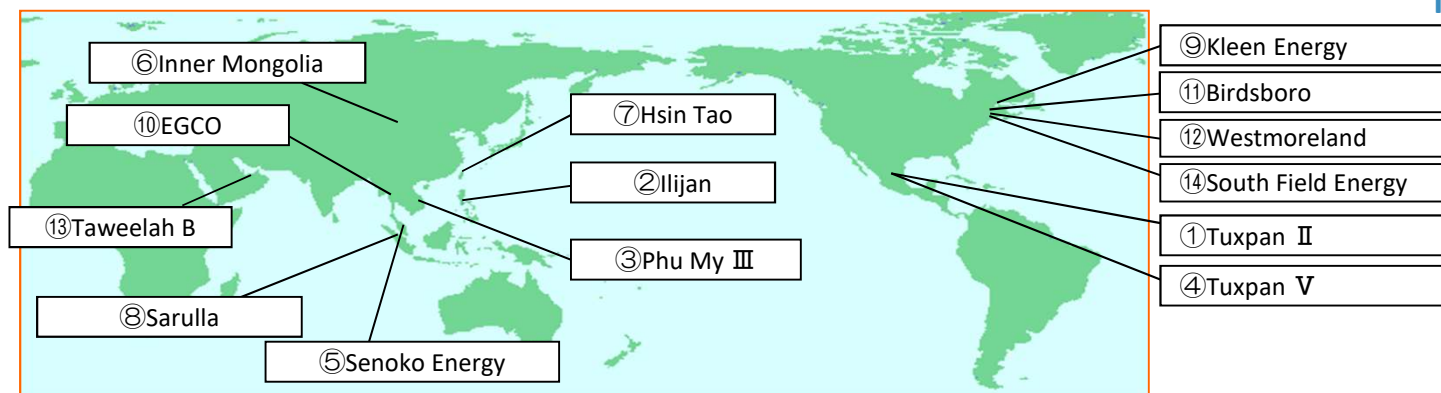 ⑥Inner Mongolia
⑩EGCO
⑬Taweelah B
⑧Sarulla
⑤Senoko Energy
⑦Hsin Tao
②Ilijan
③Phu My Ⅲ
⑨Kleen Energy
⑪Birdsboro
⑫Westmoreland
⑭South Field Energy
①Tuxpan Ⅱ
④Tuxpan Ⅴ